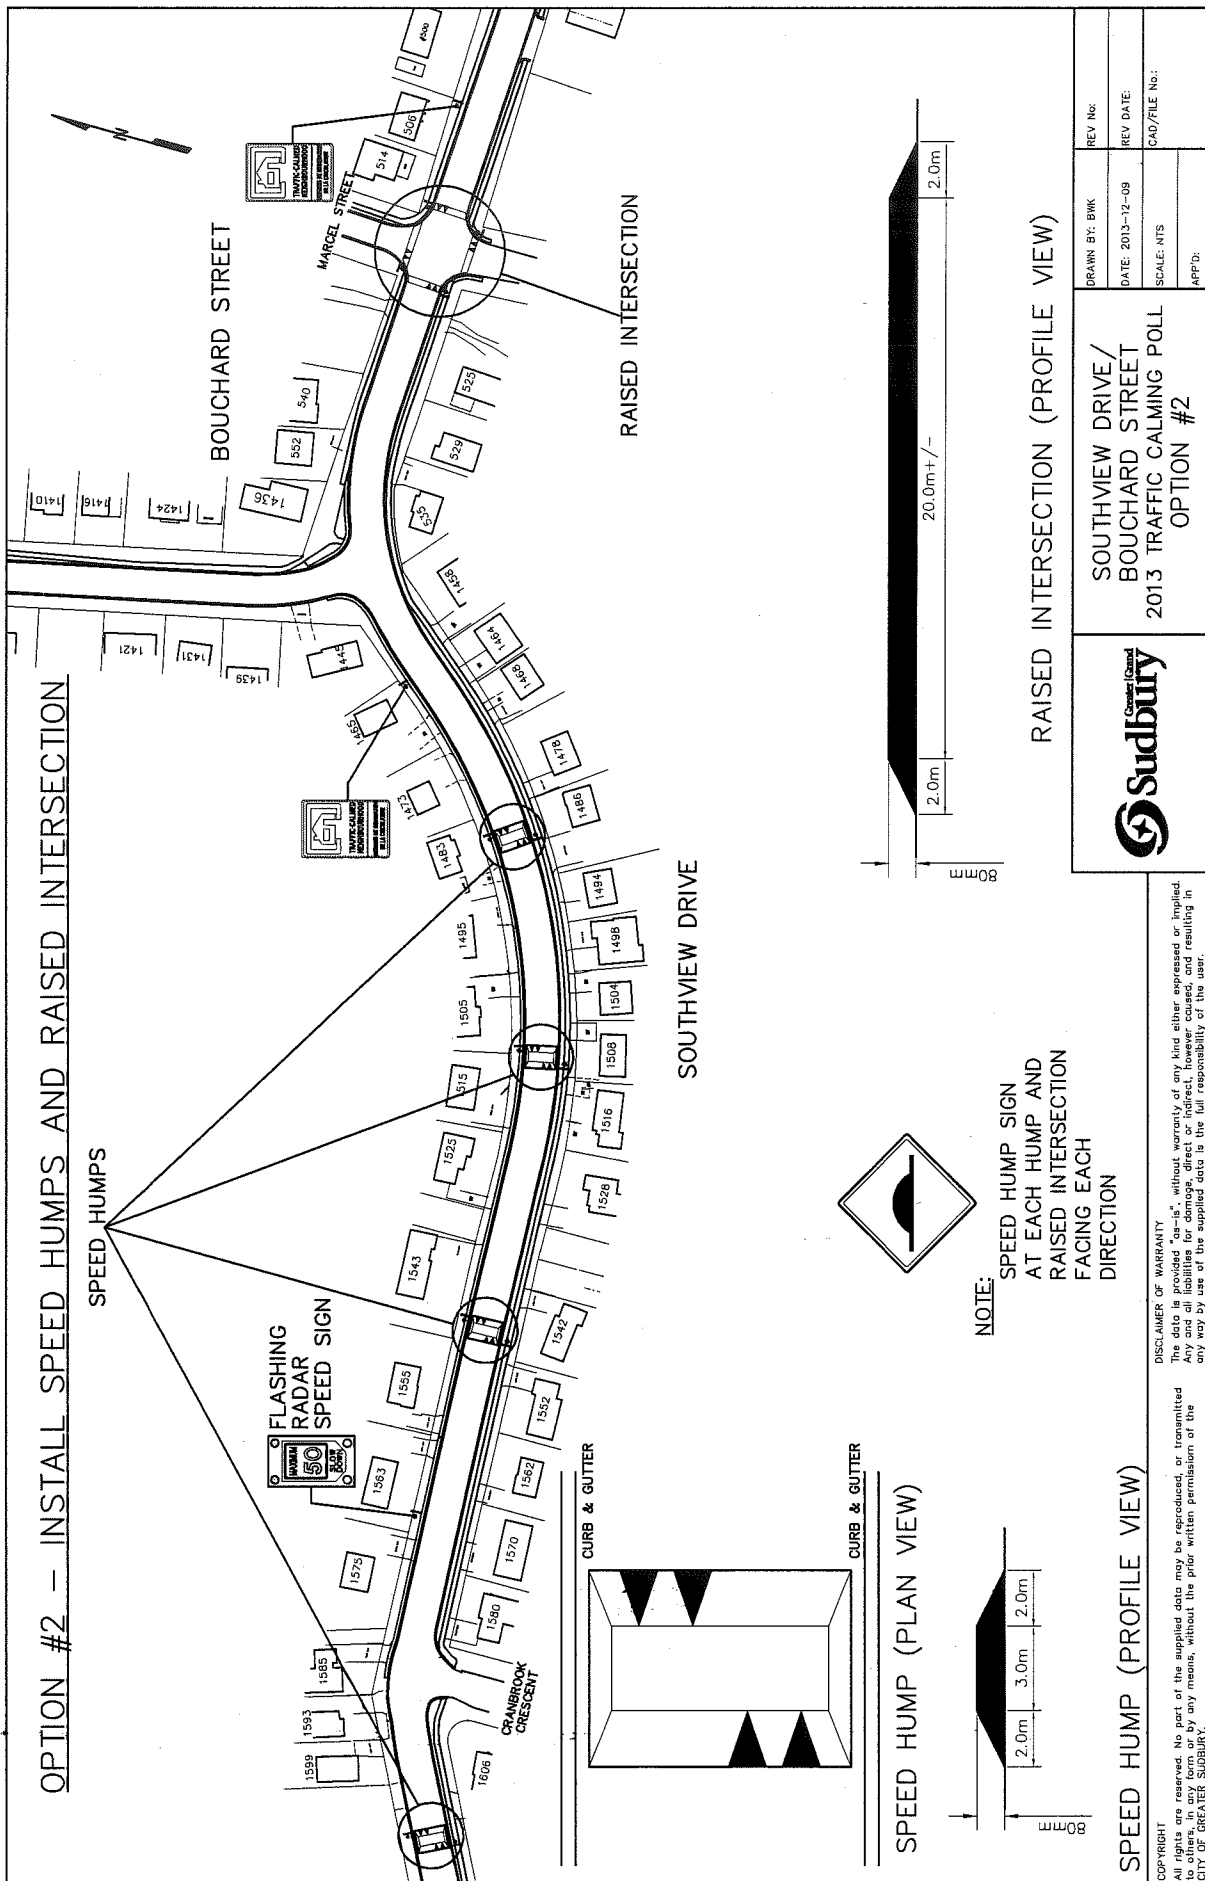 OPTION #2 – INSTALL SPEED HUMPS AND RAISED INTERSECTION
SPEED HUMPS
FLASHING
RADAR
SPEED SIGN
MAXIMUM
50
SLOW
DOWN
TRAFFIC-CALMED
NEIGHBOURHOOD
TRAFFIC-CALMED
NEIGHBOURHOOD
N
BOUCHARD STREET
MARCEL STREET
RAISED INTERSECTION
SOUTHVIEW DRIVE
CRANBROOK
CRESCENT
1599
1593
1585
1575
1563
1555
1543
1525
1515
1505
1495
1483
1473
1465
1445
1439
1431
1421
1410
1416
1424
1436
552
540
514
506
#500
1606
1580
1570
1562
1552
1542
1528
1516
1508
1504
1498
1494
1486
1478
1468
1464
1458
535
529
525
CURB & GUTTER
CURB & GUTTER
SPEED HUMP (PLAN VIEW)
80mm
2.0m
3.0m
2.0m
SPEED HUMP (PROFILE VIEW)
NOTE:
SPEED HUMP SIGN
AT EACH HUMP AND
RAISED INTERSECTION
FACING EACH
DIRECTION
80mm
2.0m
20.0m+/-
2.0m
RAISED INTERSECTION (PROFILE VIEW)
COPYRIGHT
All rights are reserved. No part of the supplied data may be reproduced, or transmitted
to others, in any form or by any means, without the prior written permission of the
CITY OF GREATER SUDBURY.
DISCLAIMER OF WARRANTY
The data is provided "as-is", without warranty of any kind either expressed or implied.
Any and all liabilities for damage, direct or indirect, however caused, and resulting in
any way by use of the supplied data is the full responsibility of the user.
Sudbury
Greater | Grand
SOUTHVIEW DRIVE/
BOUCHARD STREET
2013 TRAFFIC CALMING POLL
OPTION #2
DRAWN BY: BWK
REV No:
DATE: 2013-12-09
REV DATE:
SCALE: NTS
CAD/FILE No.:
APP'D: